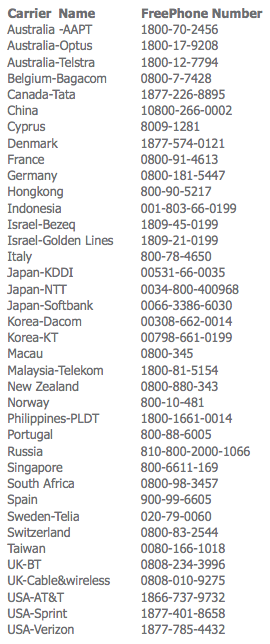 Carrier Name FreePhone Number
Australia -AAPT 1800-70-2456
Australia-Optus 1800-17-9208
Australia-Telstra 1800-12-7794
Belgium-Bagacom 0800-7-7428
Canada-Tata 1877-226-8895
China 10800-266-0002
Cyprus 8009-1281
Denmark 1877-574-0121
France 0800-91-4613
Germany 0800-181-5447
Hongkong 800-90-5217
Indonesia 001-803-66-0199
Israel-Bezeq 1809-45-0199
Israel-Golden Lines 1809-21-0199
Italy 800-78-4650
Japan-KDDI 00531-66-0035
Japan-NTT 0034-800-400968
Japan-Softbank 0066-3386-6030
Korea-Dacom 00308-662-0014
Korea-KT 00798-661-0199
Macau 0800-345
Malaysia-Telekom 1800-81-5154
New Zealand 0800-880-343
Norway 800-10-481
Philippines-PLDT 1800-1661-0014
Portugal 800-88-6005
Russia 810-800-2000-1066
Singapore 800-6611-169
South Africa 0800-98-3457
Spain 900-99-6605
Sweden-Telia 020-79-0060
Switzerland 0800-83-2544
Taiwan 0080-166-1018
UK-BT 0808-234-3996
UK-Cable&wireless 0808-010-9275
USA-AT&T 1866-737-9732
USA-Sprint 1877-401-8658
USA-Verizon 1877-785-4432